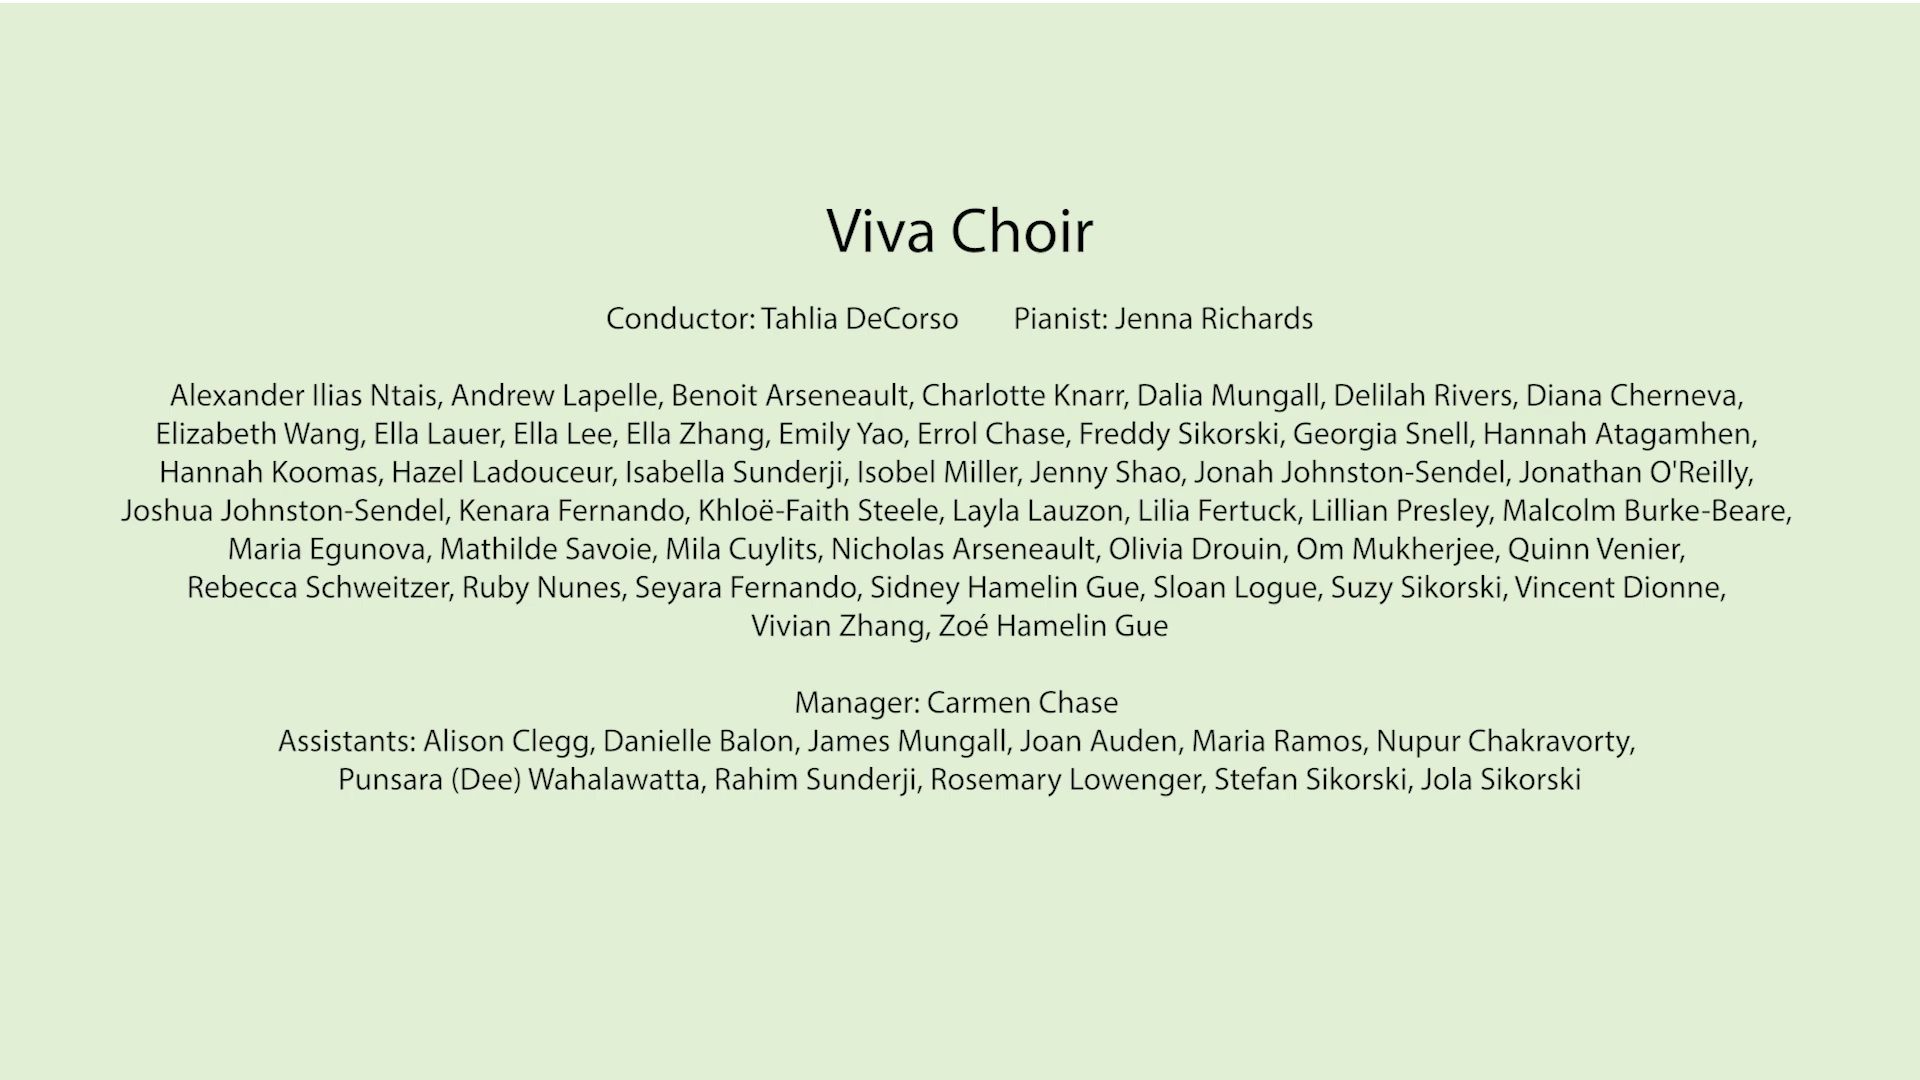 Viva Choir
Conductor: Tahlia DeCorso Pianist: Jenna Richards
Alexander Ilias Ntais, Andrew Lapelle, Benoit Arseneault, Charlotte Knarr, Dalia Mungall, Delilah Rivers, Diana Cherneva,
Elizabeth Wang, Ella Lauer, Ella Lee, Ella Zhang, Emily Yao, Errol Chase, Freddy Sikorski, Georgia Snell, Hannah Atagamhen,
Hannah Koomas, Hazel Ladouceur, Isabella Sunderji, Isobel Miller, Jenny Shao, Jonah Johnston-Sendel, Jonathan O'Reilly,
Joshua Johnston-Sendel, Kenara Fernando, Khloë-Faith Steele, Layla Lauzon, Lilia Fertuck, Lillian Presley, Malcolm Burke-Beare,
Maria Egunova, Mathilde Savoie, Mila Cuylits, Nicholas Arseneault, Olivia Drouin, Om Mukherjee, Quinn Venier,
Rebecca Schweitzer, Ruby Nunes, Seyara Fernando, Sidney Hamelin Gue, Sloan Logue, Suzy Sikorski, Vincent Dionne,
Vivian Zhang, Zoé Hamelin Gue
Manager: Carmen Chase
Assistants: Alison Clegg, Danielle Balon, James Mungall, Joan Auden, Maria Ramos, Nupur Chakravorty,
Punsara (Dee) Wahalawatta, Rahim Sunderji, Rosemary Lowenger, Stefan Sikorski, Jola Sikorski